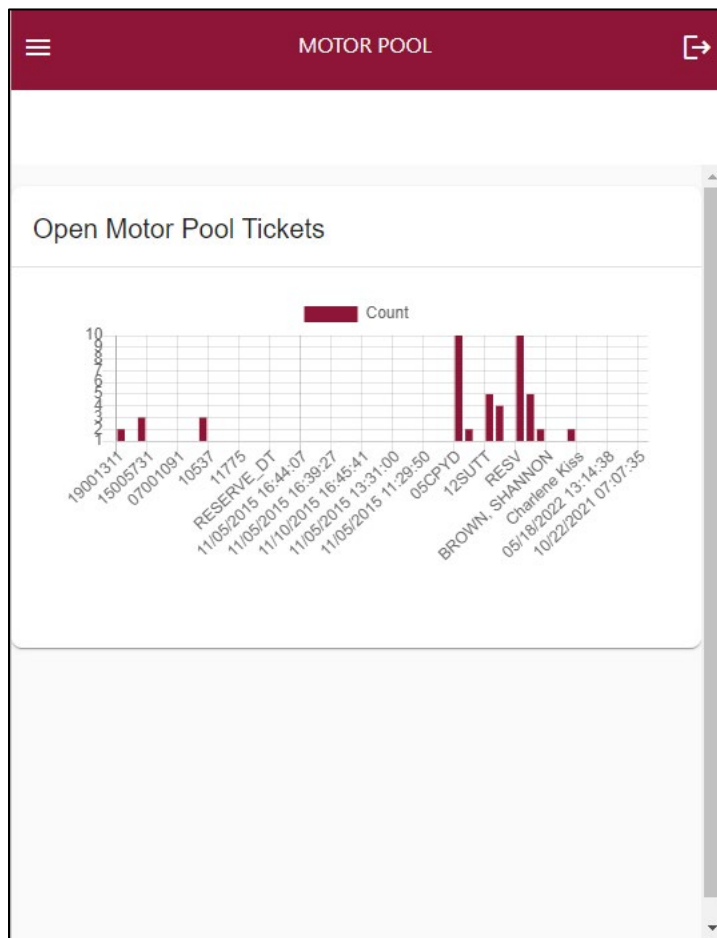 MOTOR POOL
Open Motor Pool Tickets
Count
10
9
8
7
6
5
4
3
2
1
19001311
15005731
07001091
10537
11775
RESERVE_DT
11/05/2015 16:44:07
11/05/2015 16:39:27
11/10/2015 16:45:41
11/05/2015 13:31:00
11/05/2015 11:29:50
05CPYD
12SUTT
RESV
BROWN, SHANNON
Charlene Kiss
05/18/2022 13:14:38
10/22/2021 07:07:35